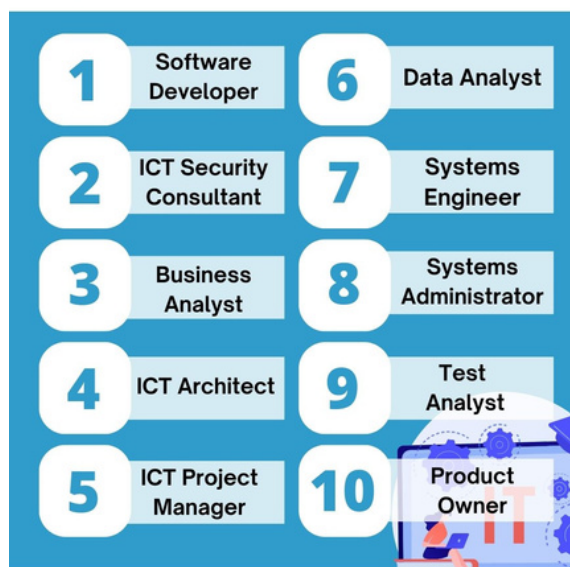 1
Software
Developer
2
ICT Security
Consultant
3
Business
Analyst
4
ICT Architect
5
ICT Project
Manager
6
Data Analyst
7
Systems
Engineer
8
Systems
Administrator
9
Test
Analyst
10
Product
Owner
IT